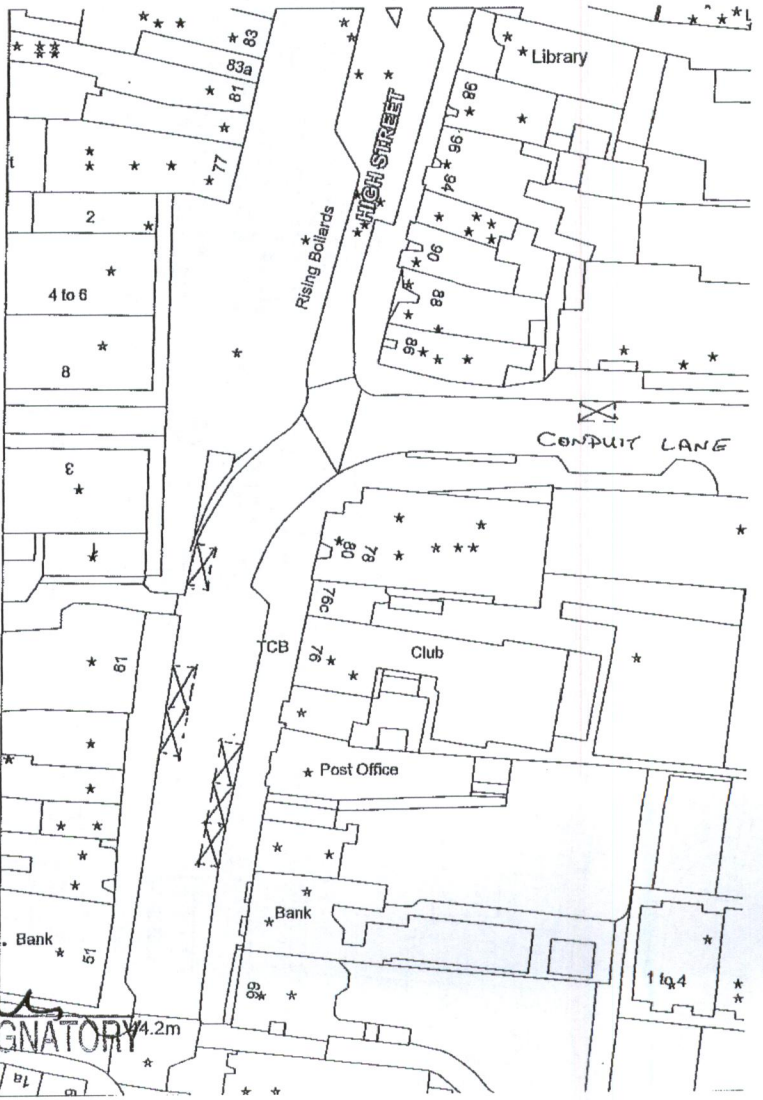 83
83a
81
77
Library
98
96
94
HIGH STREET
Rising Bollards
90
88
86
2
4 to 6
8
3
CONDUIT LANE
80
78
76c
TCB
76
Club
61
Post Office
Bank
Bank
51
66
1 to 4
GNATORY
4.2m
1a